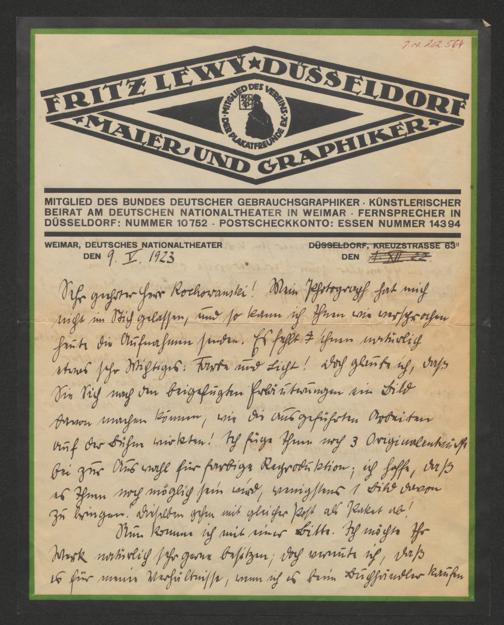 FRITZ LEWY★DÜSSELDORF
MITGLIED DES VEREINS DER PLAKATFREUNDE
★MALER UND GRAPHIKER★
MITGLIED DES BUNDES DEUTSCHER GEBRAUCHSGRAPHIKER · KÜNSTLERISCHER
BEIRAT AM DEUTSCHEN NATIONALTHEATER IN WEIMAR · FERNSPRECHER IN
DÜSSELDORF: NUMMER 10752 · POSTSCHECKKONTO: ESSEN NUMMER 14394
WEIMAR, DEUTSCHES NATIONALTHEATER
DÜSSELDORF, KREUZSTRASSE 63II
DEN 9. V. 1923
DEN
Sehr geehrter Herr Rochowanski! Mein Photograph hat mich
nicht im Stich gelassen, und so kann ich Ihnen wie versprochen
heute die Aufnahmen senden. Es fehlt Ihnen natürlich
etwas sehr Wichtiges: Farbe und Licht! Doch glaube ich, daß
Sie Sich nach den beigefügten Erläuterungen ein Bild
davon machen können, wie die ausgeführten Arbeiten
auf der Bühne wirkten! Ich füge Ihnen noch 3 Originalentwürfe
bei zur Auswahl für farbige Reproduktion; ich hoffe, daß
es Ihnen noch möglich sein wird, wenigstens 1 Bild davon
zu bringen. Dieselben gehen mit gleicher Post als Paket ab!
Nun komme ich mit einer Bitte. Ich möchte Ihr
Werk natürlich sehr gerne besitzen; doch vermute ich, daß
es für meine Verhältnisse, wenn ich es beim Buchhändler kaufen